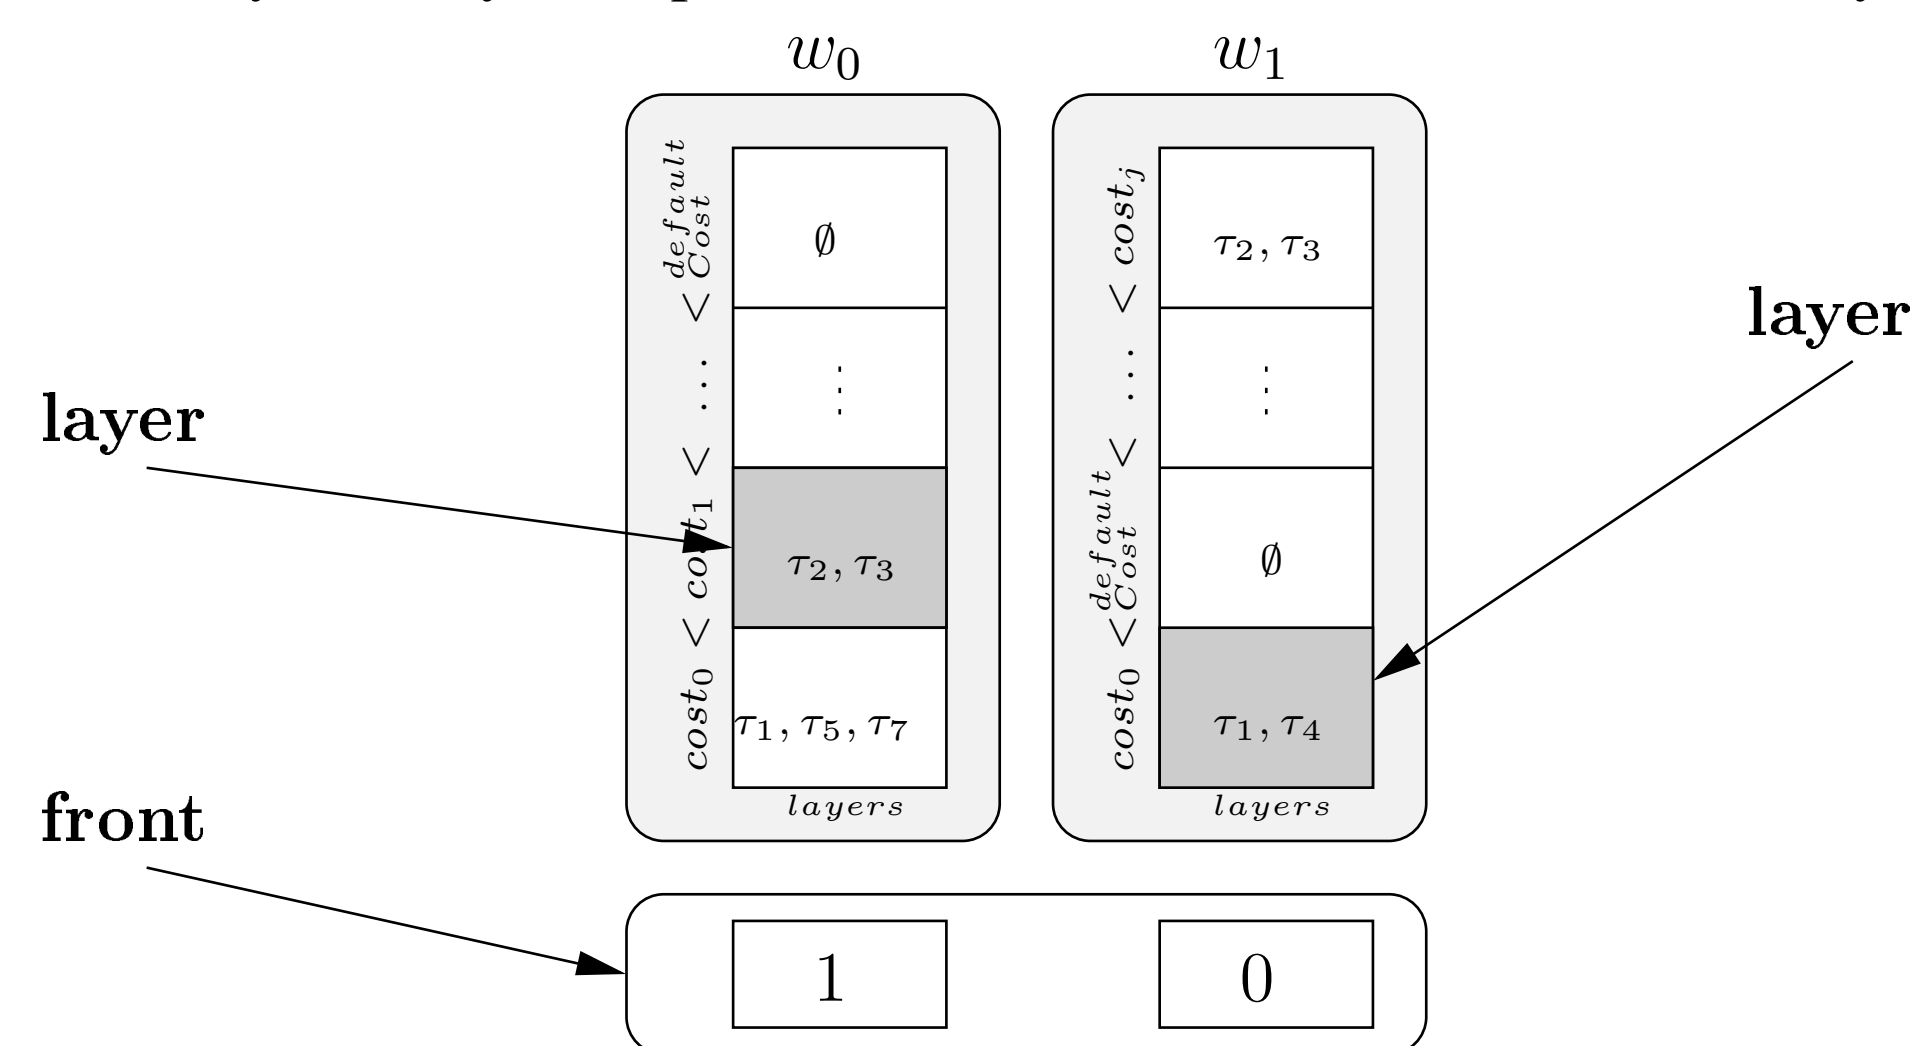 w₀ w₁
cost₀ < cost₁ < ... < default Cost
∅
⋮
τ₂, τ₃
τ₁, τ₅, τ₇
layers
cost₀ < default Cost < ... < cost_j
τ₂, τ₃
⋮
∅
τ₁, τ₄
layers
layer
layer
front
1 0